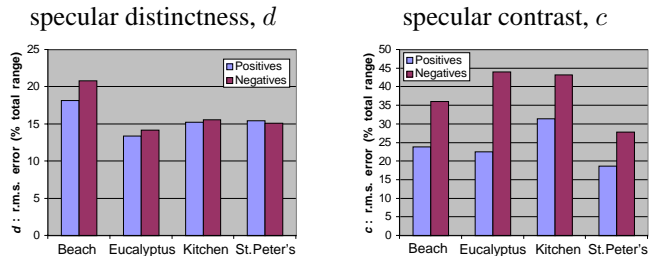 specular distinctness, d
d : r.m.s. error (% total range)
25
20
15
10
5
0
Positives
Negatives
Beach Eucalyptus Kitchen St.Peter's
specular contrast, c
c : r.m.s. error (% total range)
50
45
40
35
30
25
20
15
10
5
0
Positives
Negatives
Beach Eucalyptus Kitchen St.Peter's